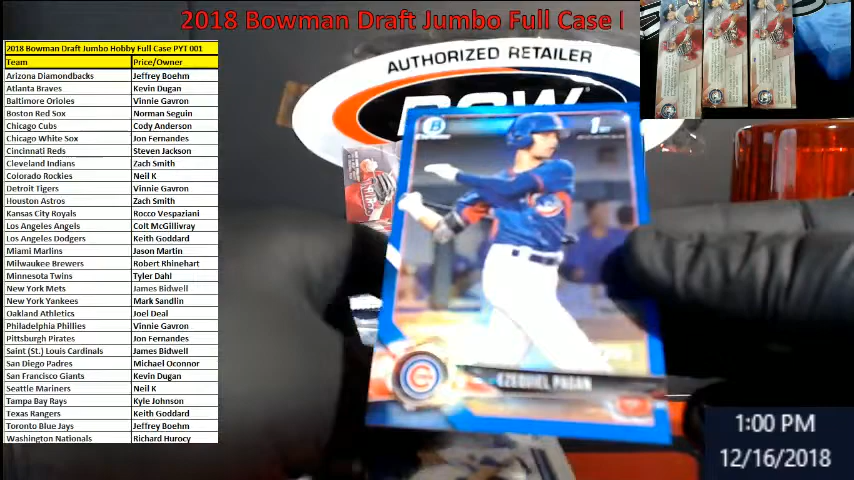 2018 Bowman Draft Jumbo Full Case
2018 Bowman Draft Jumbo Hobby Full Case PYT 001
Team Price/Owner
Arizona Diamondbacks Jeffrey Boehm
Atlanta Braves Kevin Dugan
Baltimore Orioles Vinnie Gavron
Boston Red Sox Norman Seguin
Chicago Cubs Cody Anderson
Chicago White Sox Jon Fernandes
Cincinnati Reds Steven Jackson
Cleveland Indians Zach Smith
Colorado Rockies Neil K
Detroit Tigers Vinnie Gavron
Houston Astros Zach Smith
Kansas City Royals Rocco Vespaziani
Los Angeles Angels Colt McGillivray
Los Angeles Dodgers Keith Goddard
Miami Marlins Jason Martin
Milwaukee Brewers Robert Rhinehart
Minnesota Twins Tyler Dahl
New York Mets James Bidwell
New York Yankees Mark Sandlin
Oakland Athletics Joel Deal
Philadelphia Phillies Vinnie Gavron
Pittsburgh Pirates Jon Fernandes
Saint (St.) Louis Cardinals James Bidwell
San Diego Padres Michael Oconnor
San Francisco Giants Kevin Dugan
Seattle Mariners Neil K
Tampa Bay Rays Kyle Johnson
Texas Rangers Keith Goddard
Toronto Blue Jays Jeffrey Boehm
Washington Nationals Richard Hurocy
AUTHORIZED RETAILER
1st
EZEQUIEL PAGAN
1:00 PM
12/16/2018